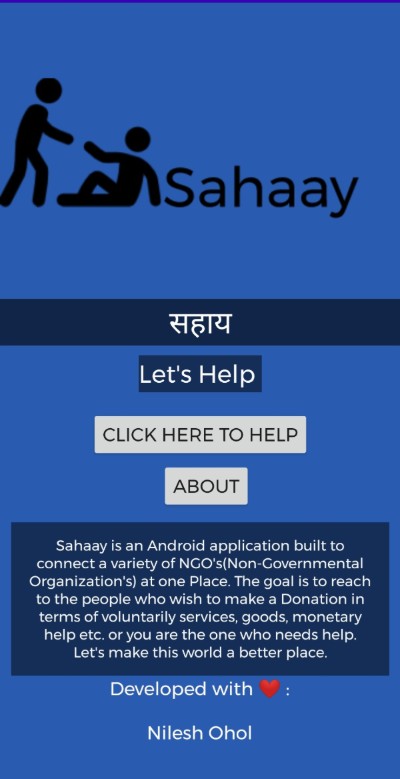 Sahaay
सहाय
Let's Help
CLICK HERE TO HELP
ABOUT
Sahaay is an Android application built to
connect a variety of NGO's(Non-Governmental
Organization's) at one Place. The goal is to reach
to the people who wish to make a Donation in
terms of voluntarily services, goods, monetary
help etc. or you are the one who needs help.
Let's make this world a better place.
Developed with ❤️ :
Nilesh Ohol